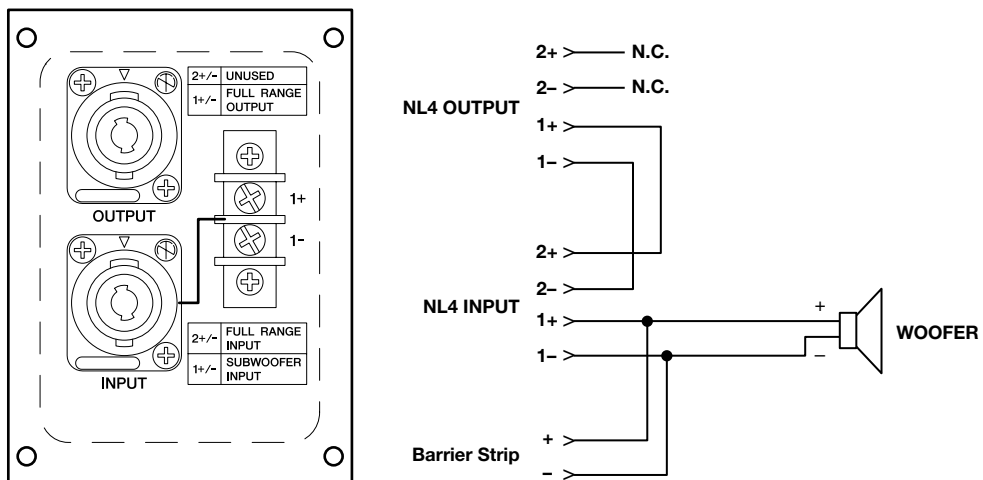 2+/- UNUSED
1+/- FULL RANGE
OUTPUT
1+
1-
OUTPUT
2+/- FULL RANGE
INPUT
1+/- SUBWOOFER
INPUT
INPUT
NL4 OUTPUT
2+ N.C.
2– N.C.
1+
1–
NL4 INPUT
2+
2–
1+
1–
+
–
WOOFER
Barrier Strip
+
–